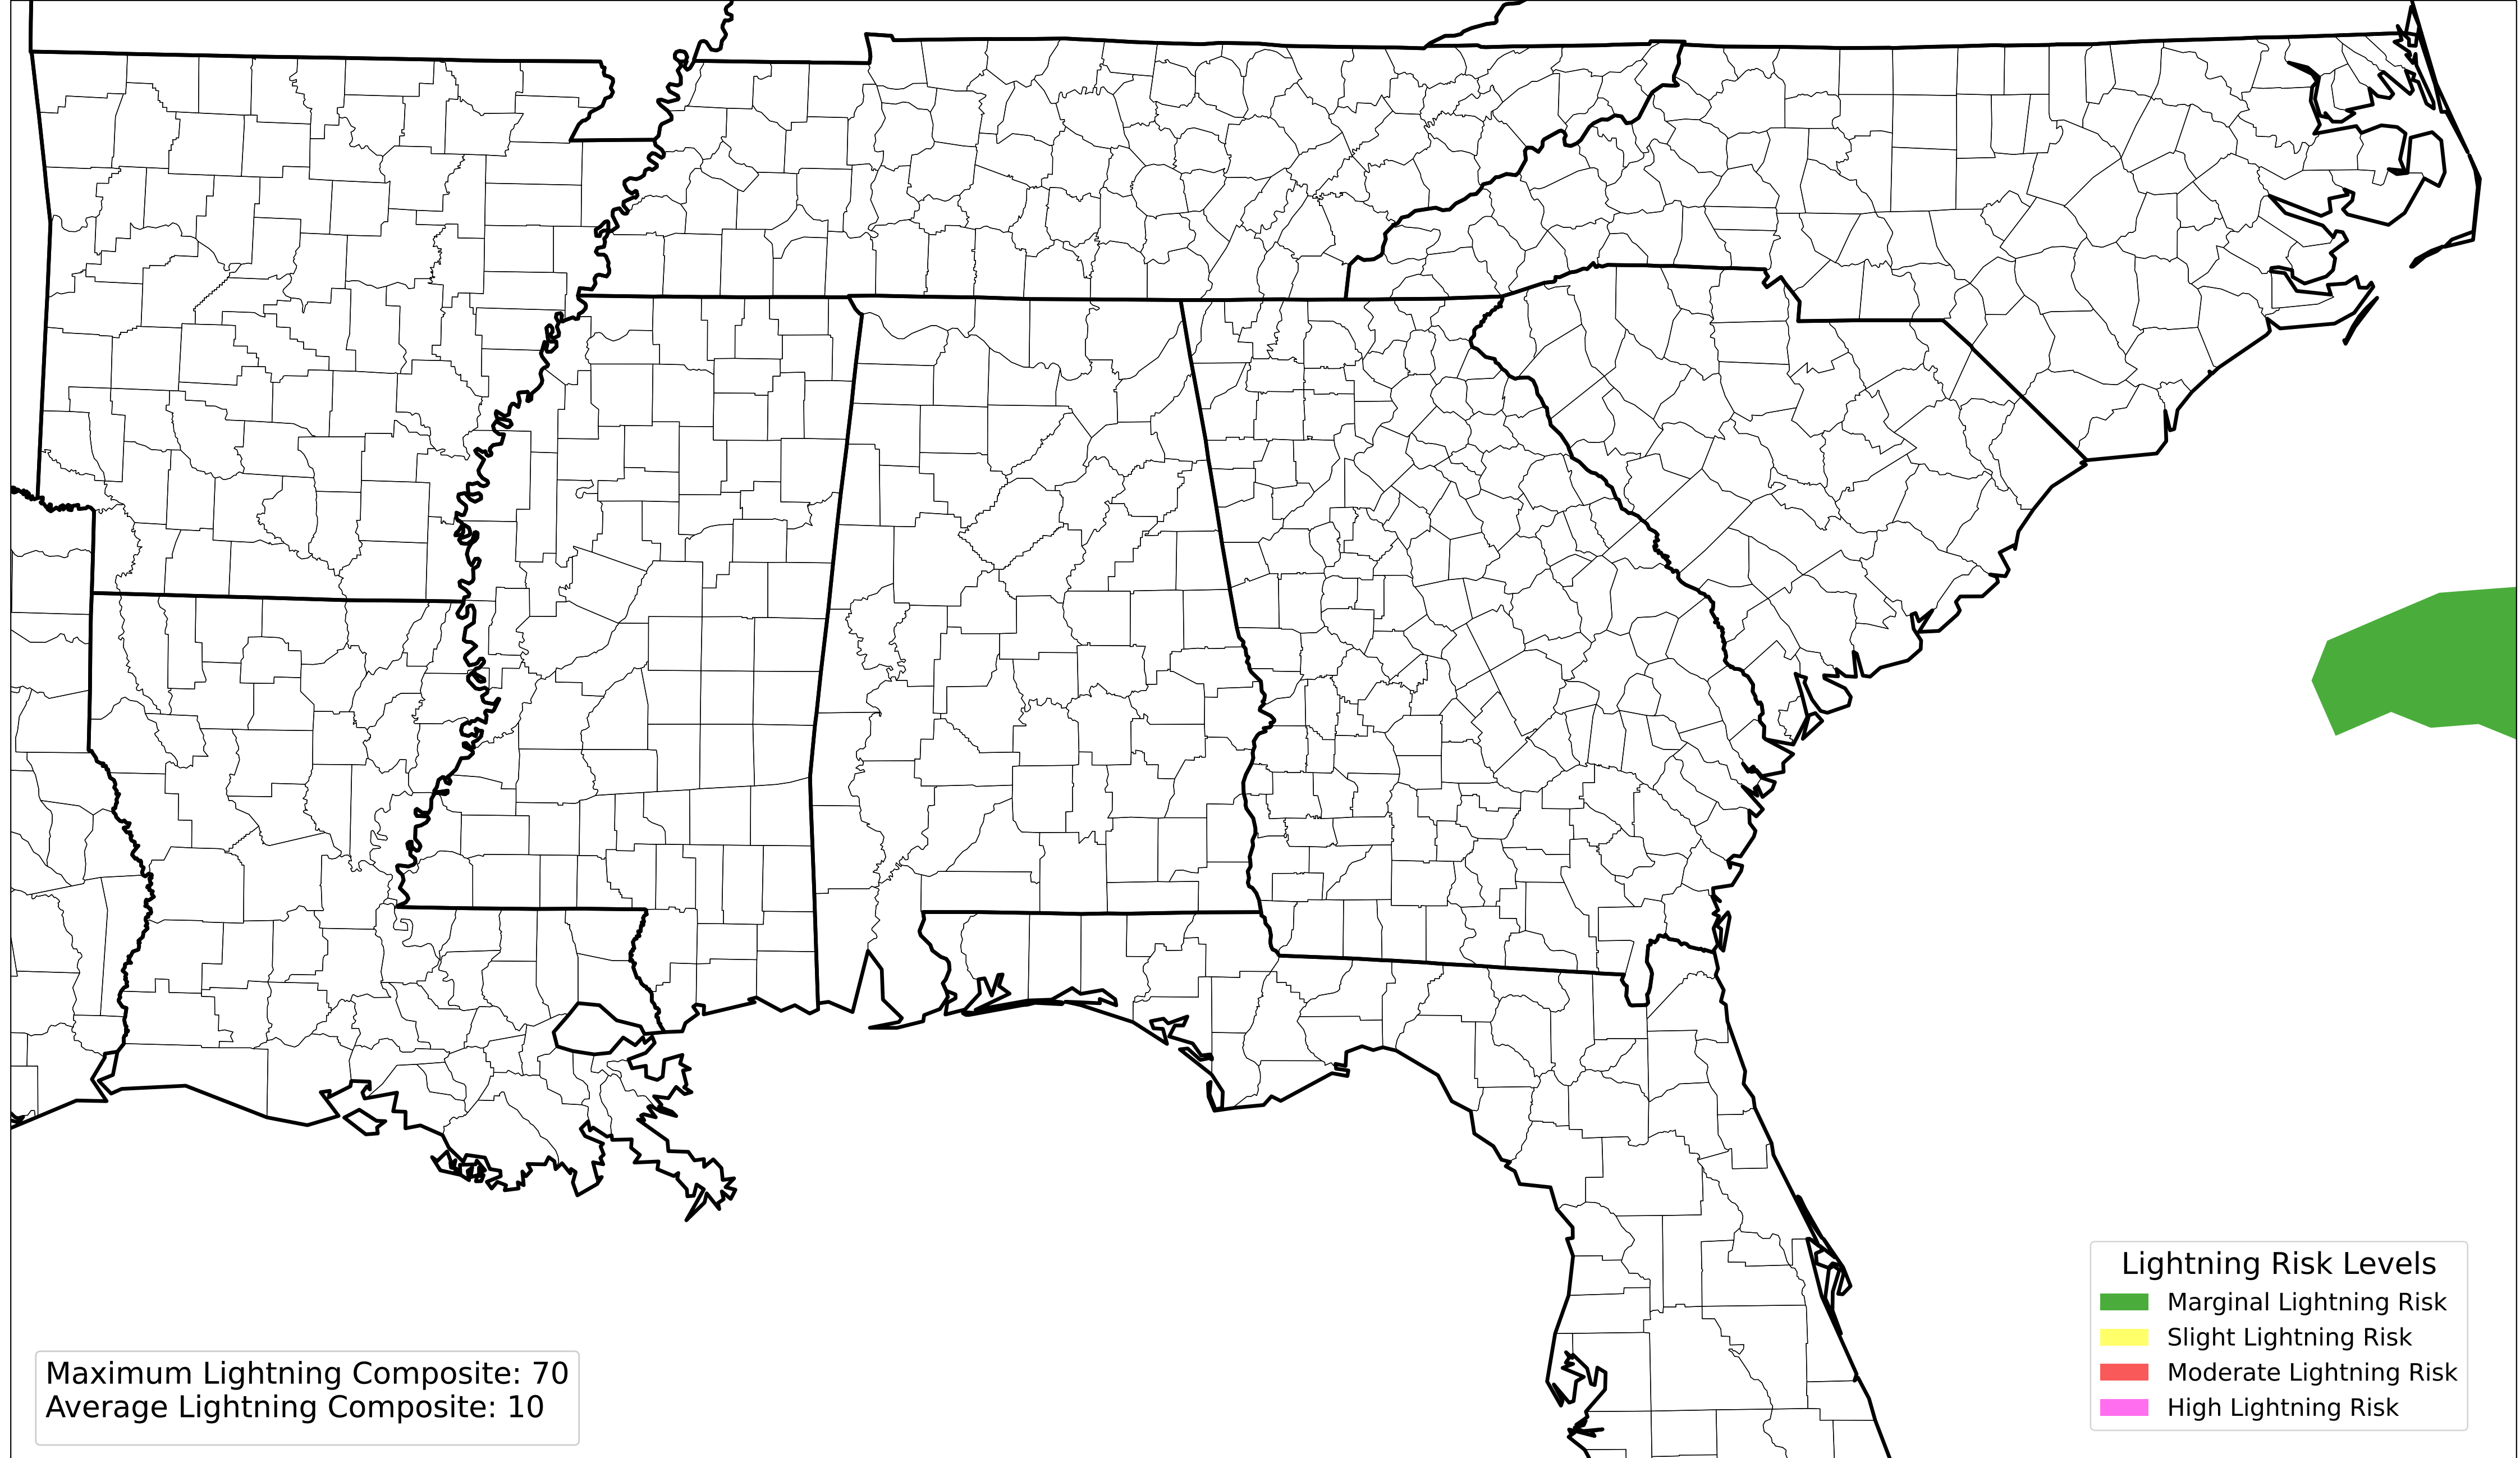 Lightning Risk Levels
Marginal Lightning Risk
Slight Lightning Risk
Moderate Lightning Risk
High Lightning Risk
Maximum Lightning Composite: 70
Average Lightning Composite: 10